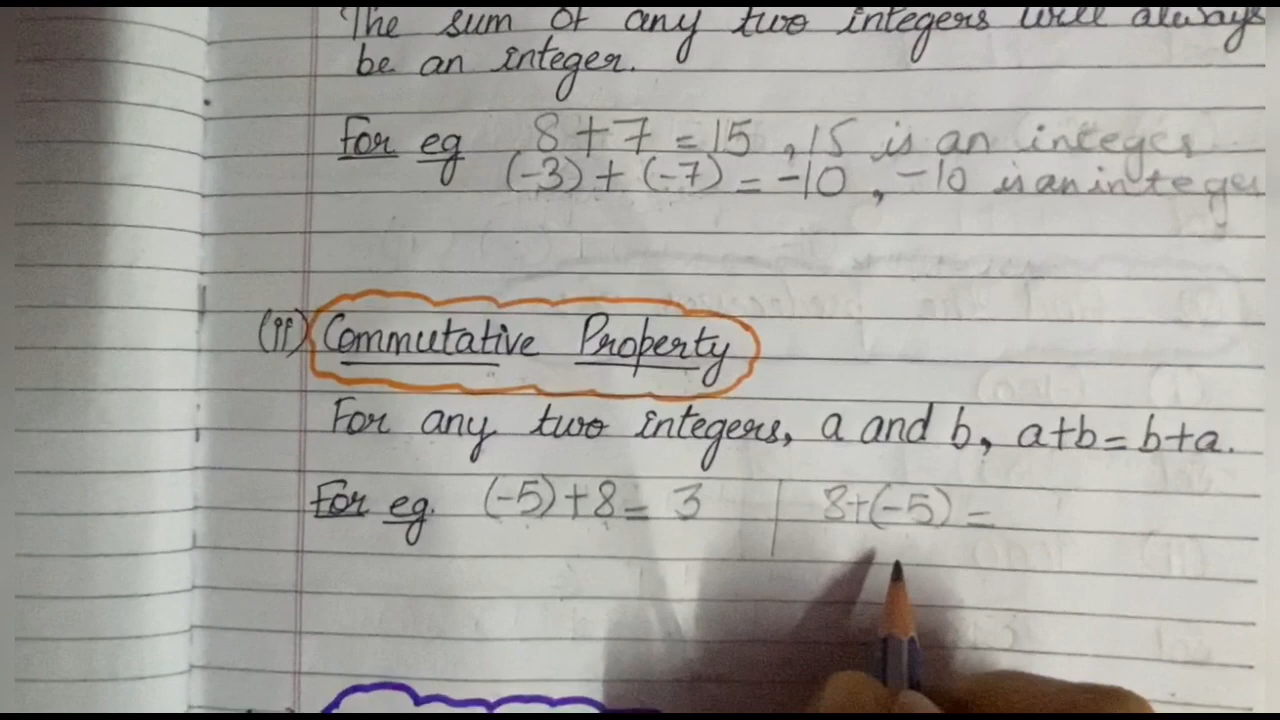 The sum of any two integers will always
be an integer.
For eg 8+7=15, 15 is an integer
(-3)+(-7)=-10, -10 is an integer
(ii) Commutative Property
For any two integers, a and b, a+b=b+a.
For eg. (-5)+8= 3 | 8+(-5)=